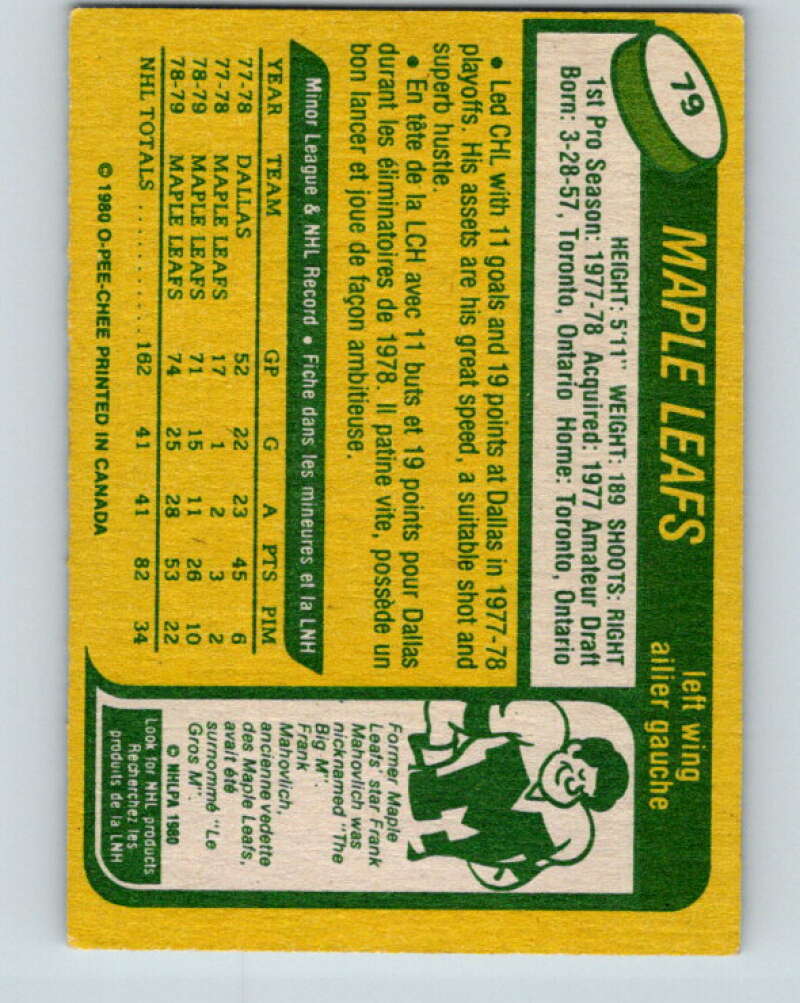 79
MAPLE LEAFS
left wing
ailier gauche
HEIGHT: 5'11" WEIGHT: 189 SHOOTS: RIGHT
1st Pro Season: 1977-78 Acquired: 1977 Amateur Draft
Born: 3-28-57, Toronto, Ontario Home: Toronto, Ontario
• Led CHL with 11 goals and 19 points at Dallas in 1977-78
playoffs. His assets are his great speed, a suitable shot and
superb hustle.
• En tête de la LCH avec 11 buts et 19 points pour Dallas
durant les éliminatoires de 1978. Il patine vite, possède un
bon lancer et joue de façon ambitieuse.
Minor League & NHL Record • Fiche dans les mineures et la LNH
YEAR TEAM GP G A PTS PIM
77-78 DALLAS 52 22 23 45 6
77-78 MAPLE LEAFS 17 1 2 3 2
78-79 MAPLE LEAFS 71 15 11 26 10
78-79 MAPLE LEAFS 74 25 28 53 22
NHL TOTALS ........... 162 41 41 82 34
© 1980 O-PEE-CHEE PRINTED IN CANADA
Former Maple
Leafs' star Frank
Mahovlich was
nicknamed "The
Big M".
Frank
Mahovlich,
ancienne vedette
des Maple Leafs,
avait été
surnommé "Le
Gros M".
© NHLPA 1980
Look for NHL products
Recherchez les
produits de la LNH